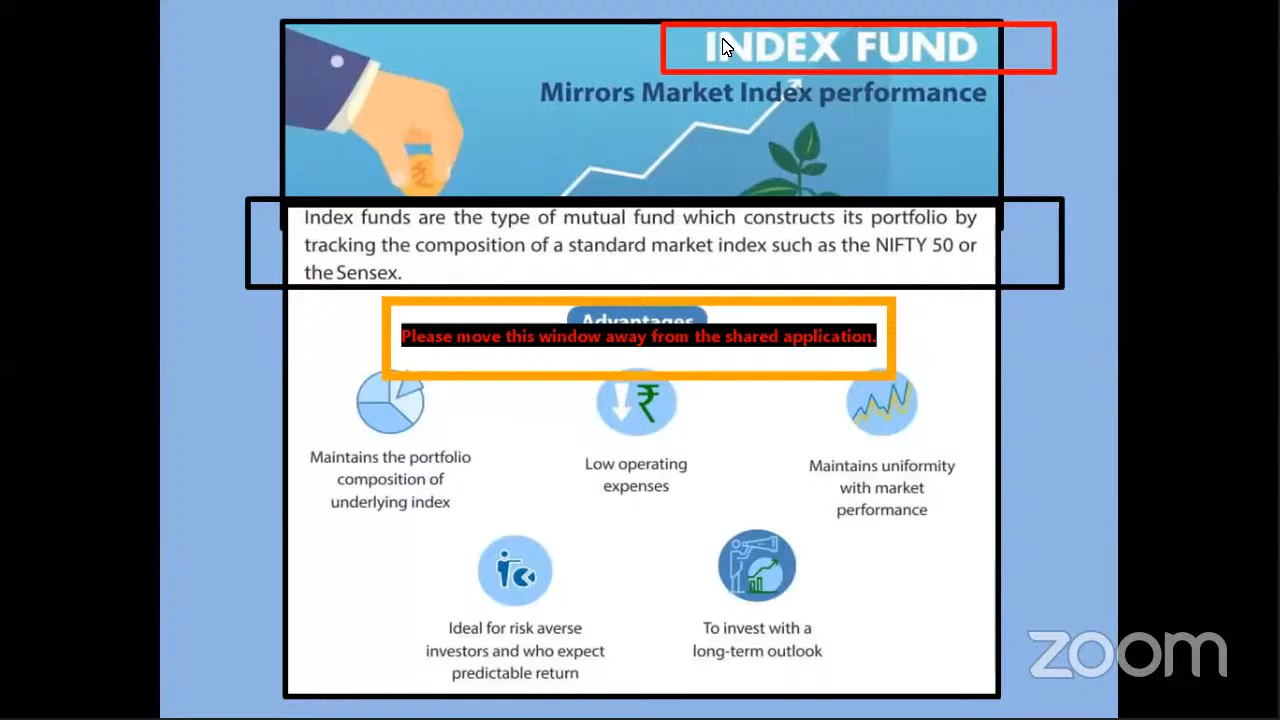 INDEX FUND
Mirrors Market Index performance
Index funds are the type of mutual fund which constructs its portfolio by
tracking the composition of a standard market index such as the NIFTY 50 or
the Sensex.
Advantages
Please move this window away from the shared application.
₹
Maintains the portfolio
composition of
underlying index
Low operating
expenses
Maintains uniformity
with market
performance
Ideal for risk averse
investors and who expect
predictable return
To invest with a
long-term outlook
zoom